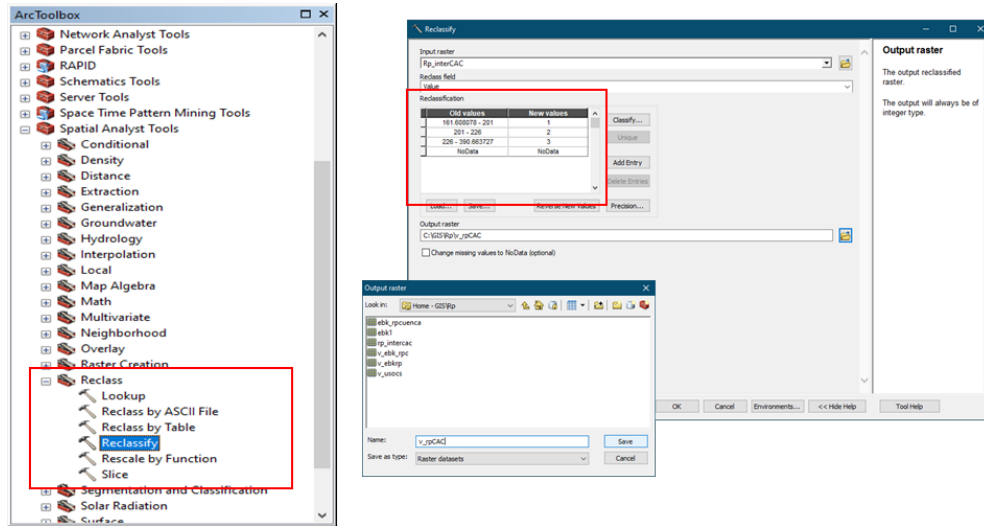 ArcToolbox
Network Analyst Tools
Parcel Fabric Tools
RAPID
Schematics Tools
Server Tools
Space Time Pattern Mining Tools
Spatial Analyst Tools
Conditional
Density
Distance
Extraction
Generalization
Groundwater
Hydrology
Interpolation
Local
Map Algebra
Math
Multivariate
Neighborhood
Overlay
Raster Creation
Reclass
Lookup
Reclass by ASCII File
Reclass by Table
Reclassify
Rescale by Function
Slice
Segmentation and Classification
Solar Radiation
Surface
Reclassify
Input raster
Rp_interCAC
Reclass field
Value
Reclassification
Old values New values
161.608078 - 201 1
201 - 226 2
226 - 390.663727 3
NoData NoData
Classify...
Unique
Add Entry
Delete Entries
Load... Save... Reverse New Values Precision...
Output raster
C:\GIS\Rp\v_rpCAC
Change missing values to NoData (optional)
OK Cancel Environments... << Hide Help Tool Help
Output raster
The output reclassified
raster.
The output will always be of
integer type.
Output raster
Look in: Home - GIS\Rp
ebk_rpcuenca
ebk1
rp_intercac
v_ebk_rpc
v_ebkrp
v_usocs
Name: v_rpCAC Save
Save as type: Raster datasets Cancel